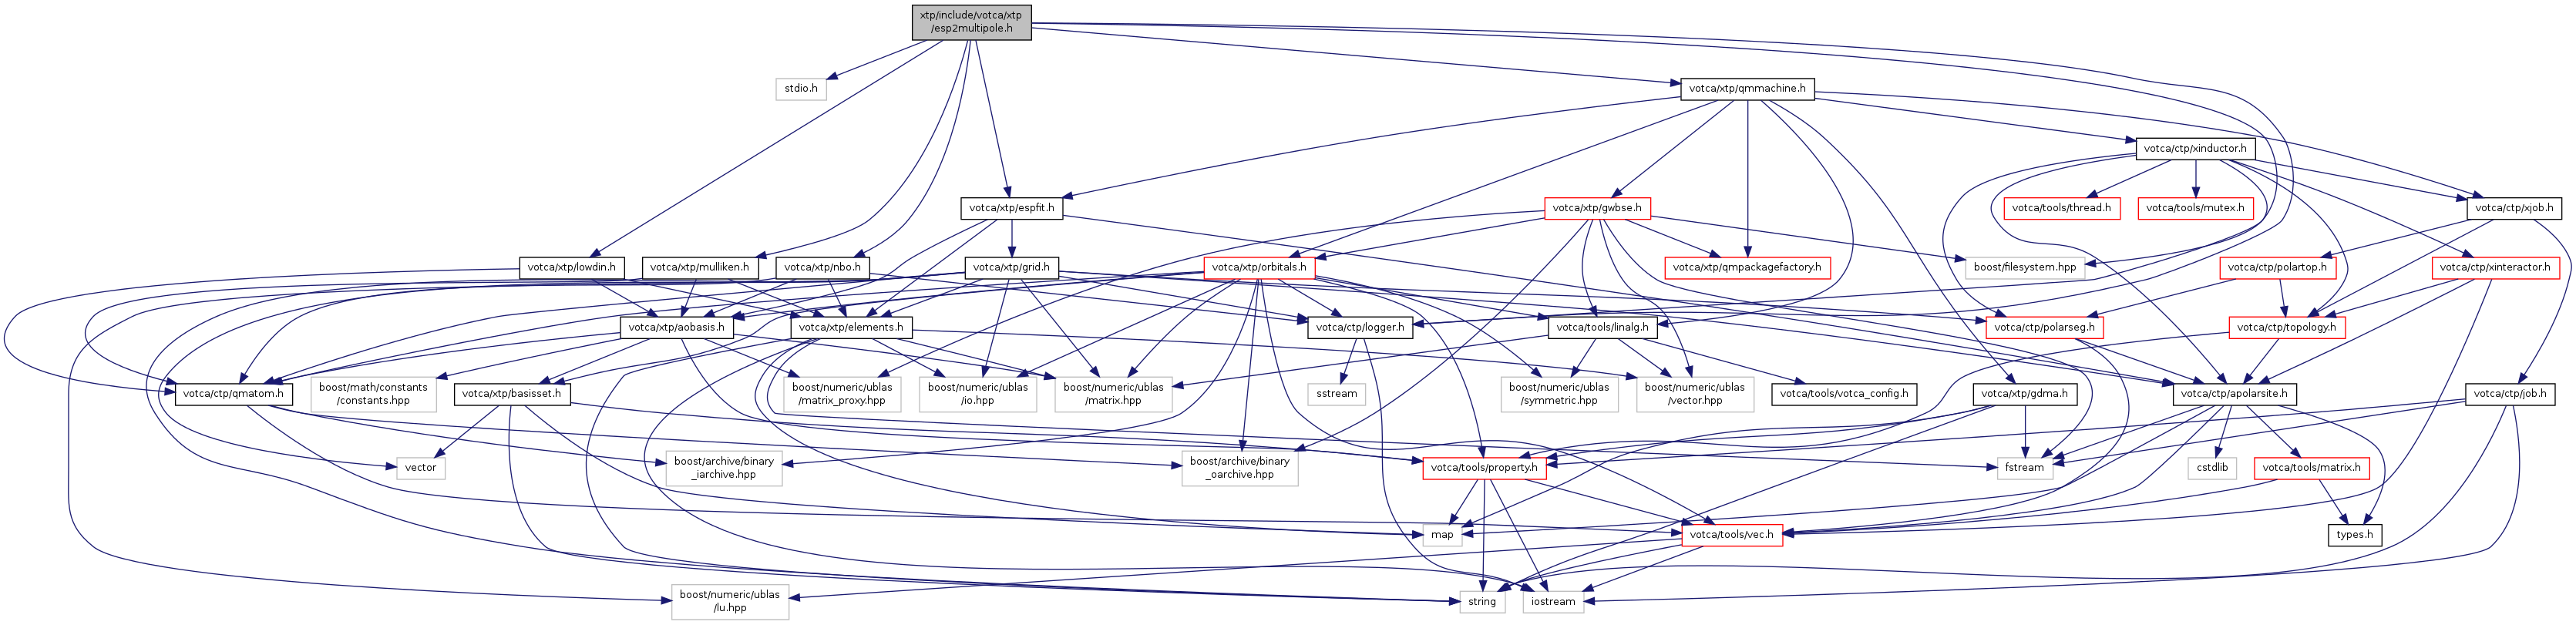 xtp/include/votca/xtp
/esp2multipole.h
stdio.h
votca/xtp/qmmachine.h
votca/ctp/xinductor.h
votca/xtp/espfit.h
votca/xtp/gwbse.h
votca/tools/thread.h
votca/tools/mutex.h
votca/ctp/xjob.h
votca/xtp/lowdin.h
votca/xtp/mulliken.h
votca/xtp/nbo.h
votca/xtp/grid.h
votca/xtp/orbitals.h
votca/xtp/qmpackagefactory.h
boost/filesystem.hpp
votca/ctp/polartop.h
votca/ctp/xinteractor.h
votca/xtp/aobasis.h
votca/xtp/elements.h
votca/ctp/logger.h
votca/tools/linalg.h
votca/ctp/polarseg.h
votca/ctp/topology.h
votca/ctp/qmatom.h
boost/math/constants
/constants.hpp
votca/xtp/basisset.h
boost/numeric/ublas
/matrix_proxy.hpp
boost/numeric/ublas
/io.hpp
boost/numeric/ublas
/matrix.hpp
sstream
boost/numeric/ublas
/symmetric.hpp
boost/numeric/ublas
/vector.hpp
votca/tools/votca_config.h
votca/xtp/gdma.h
votca/ctp/apolarsite.h
votca/ctp/job.h
vector
boost/archive/binary
_iarchive.hpp
boost/archive/binary
_oarchive.hpp
votca/tools/property.h
fstream
cstdlib
votca/tools/matrix.h
map
votca/tools/vec.h
types.h
boost/numeric/ublas
/lu.hpp
string
iostream